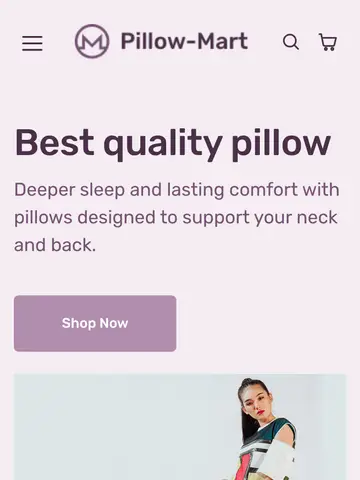 Pillow-Mart
Best quality pillow
Deeper sleep and lasting comfort with
pillows designed to support your neck
and back.
Shop Now